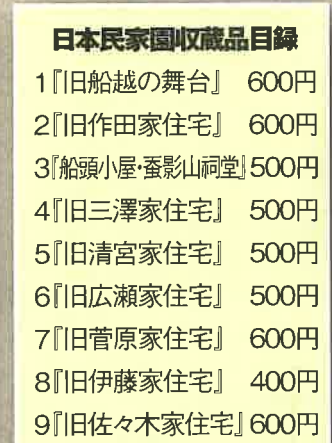 日本民家園収蔵品目録
1『旧船越の舞台』 600円
2『旧作田家住宅』 600円
3『船頭小屋・蚕影山祠堂』500円
4『旧三澤家住宅』 500円
5『旧清宮家住宅』 500円
6『旧広瀬家住宅』 500円
7『旧菅原家住宅』 600円
8『旧伊藤家住宅』 400円
9『旧佐々木家住宅』600円